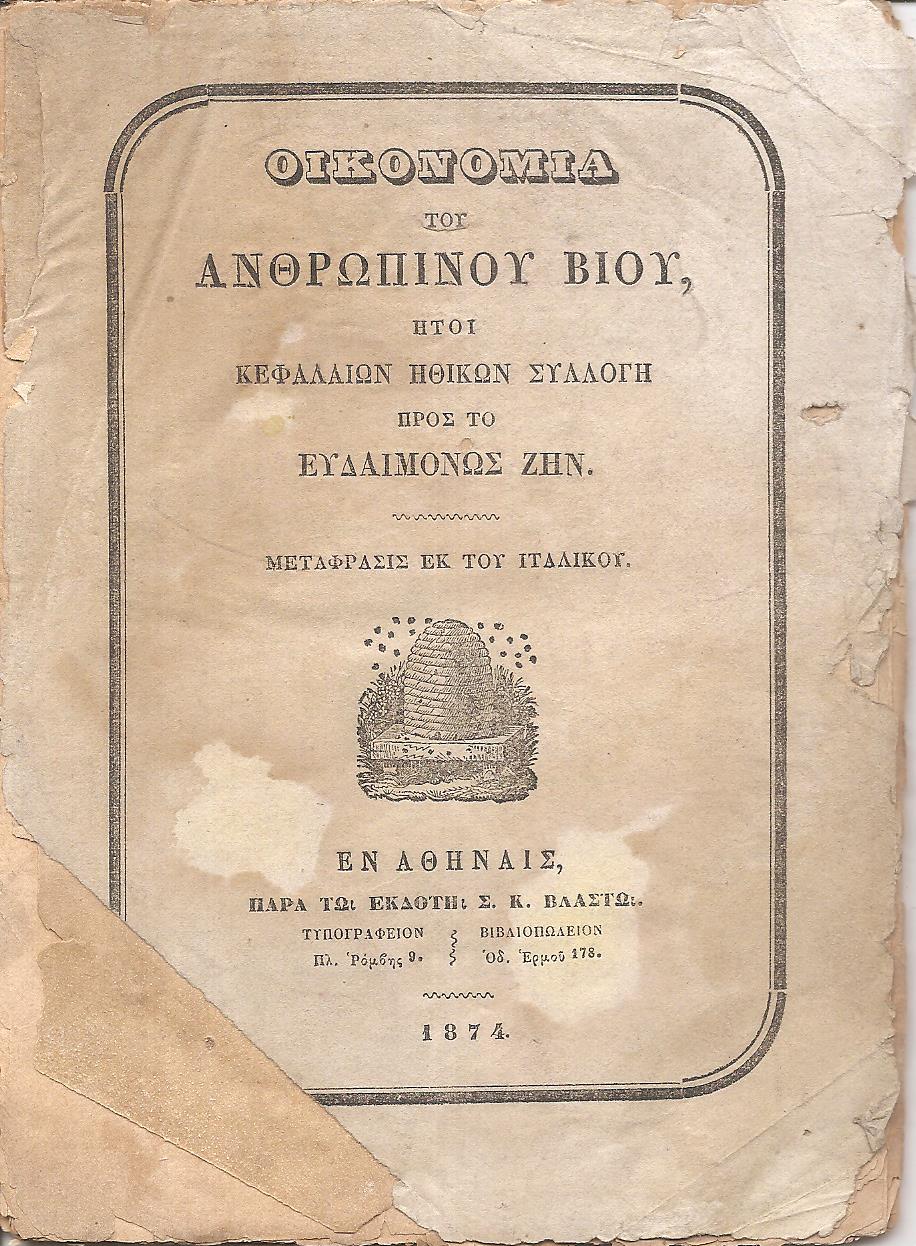 ΟΙΚΟΝΟΜΙΑ
ΤΟΥ
ΑΝΘΡΩΠΙΝΟΥ ΒΙΟΥ,
ΗΤΟΙ
ΚΕΦΑΛΑΙΩΝ ΗΘΙΚΩΝ ΣΥΛΛΟΓΗ
ΠΡΟΣ ΤΟ
ΕΥΔΑΙΜΟΝΩΣ ΖΗΝ.
ΜΕΤΑΦΡΑΣΙΣ ΕΚ ΤΟΥ ΙΤΑΛΙΚΟΥ.
ΕΝ ΑΘΗΝΑΙΣ,
ΠΑΡΑ ΤΩι ΕΚΔΟΤΗι Σ. Κ. ΒΛΑΣΤΩι.
ΤΥΠΟΓΡΑΦΕΙΟΝ
Πλ. Ῥόμβης 9.
ΒΙΒΛΙΟΠΩΛΕΙΟΝ
Ὁδ. Ἑρμοῦ 178.
1874.